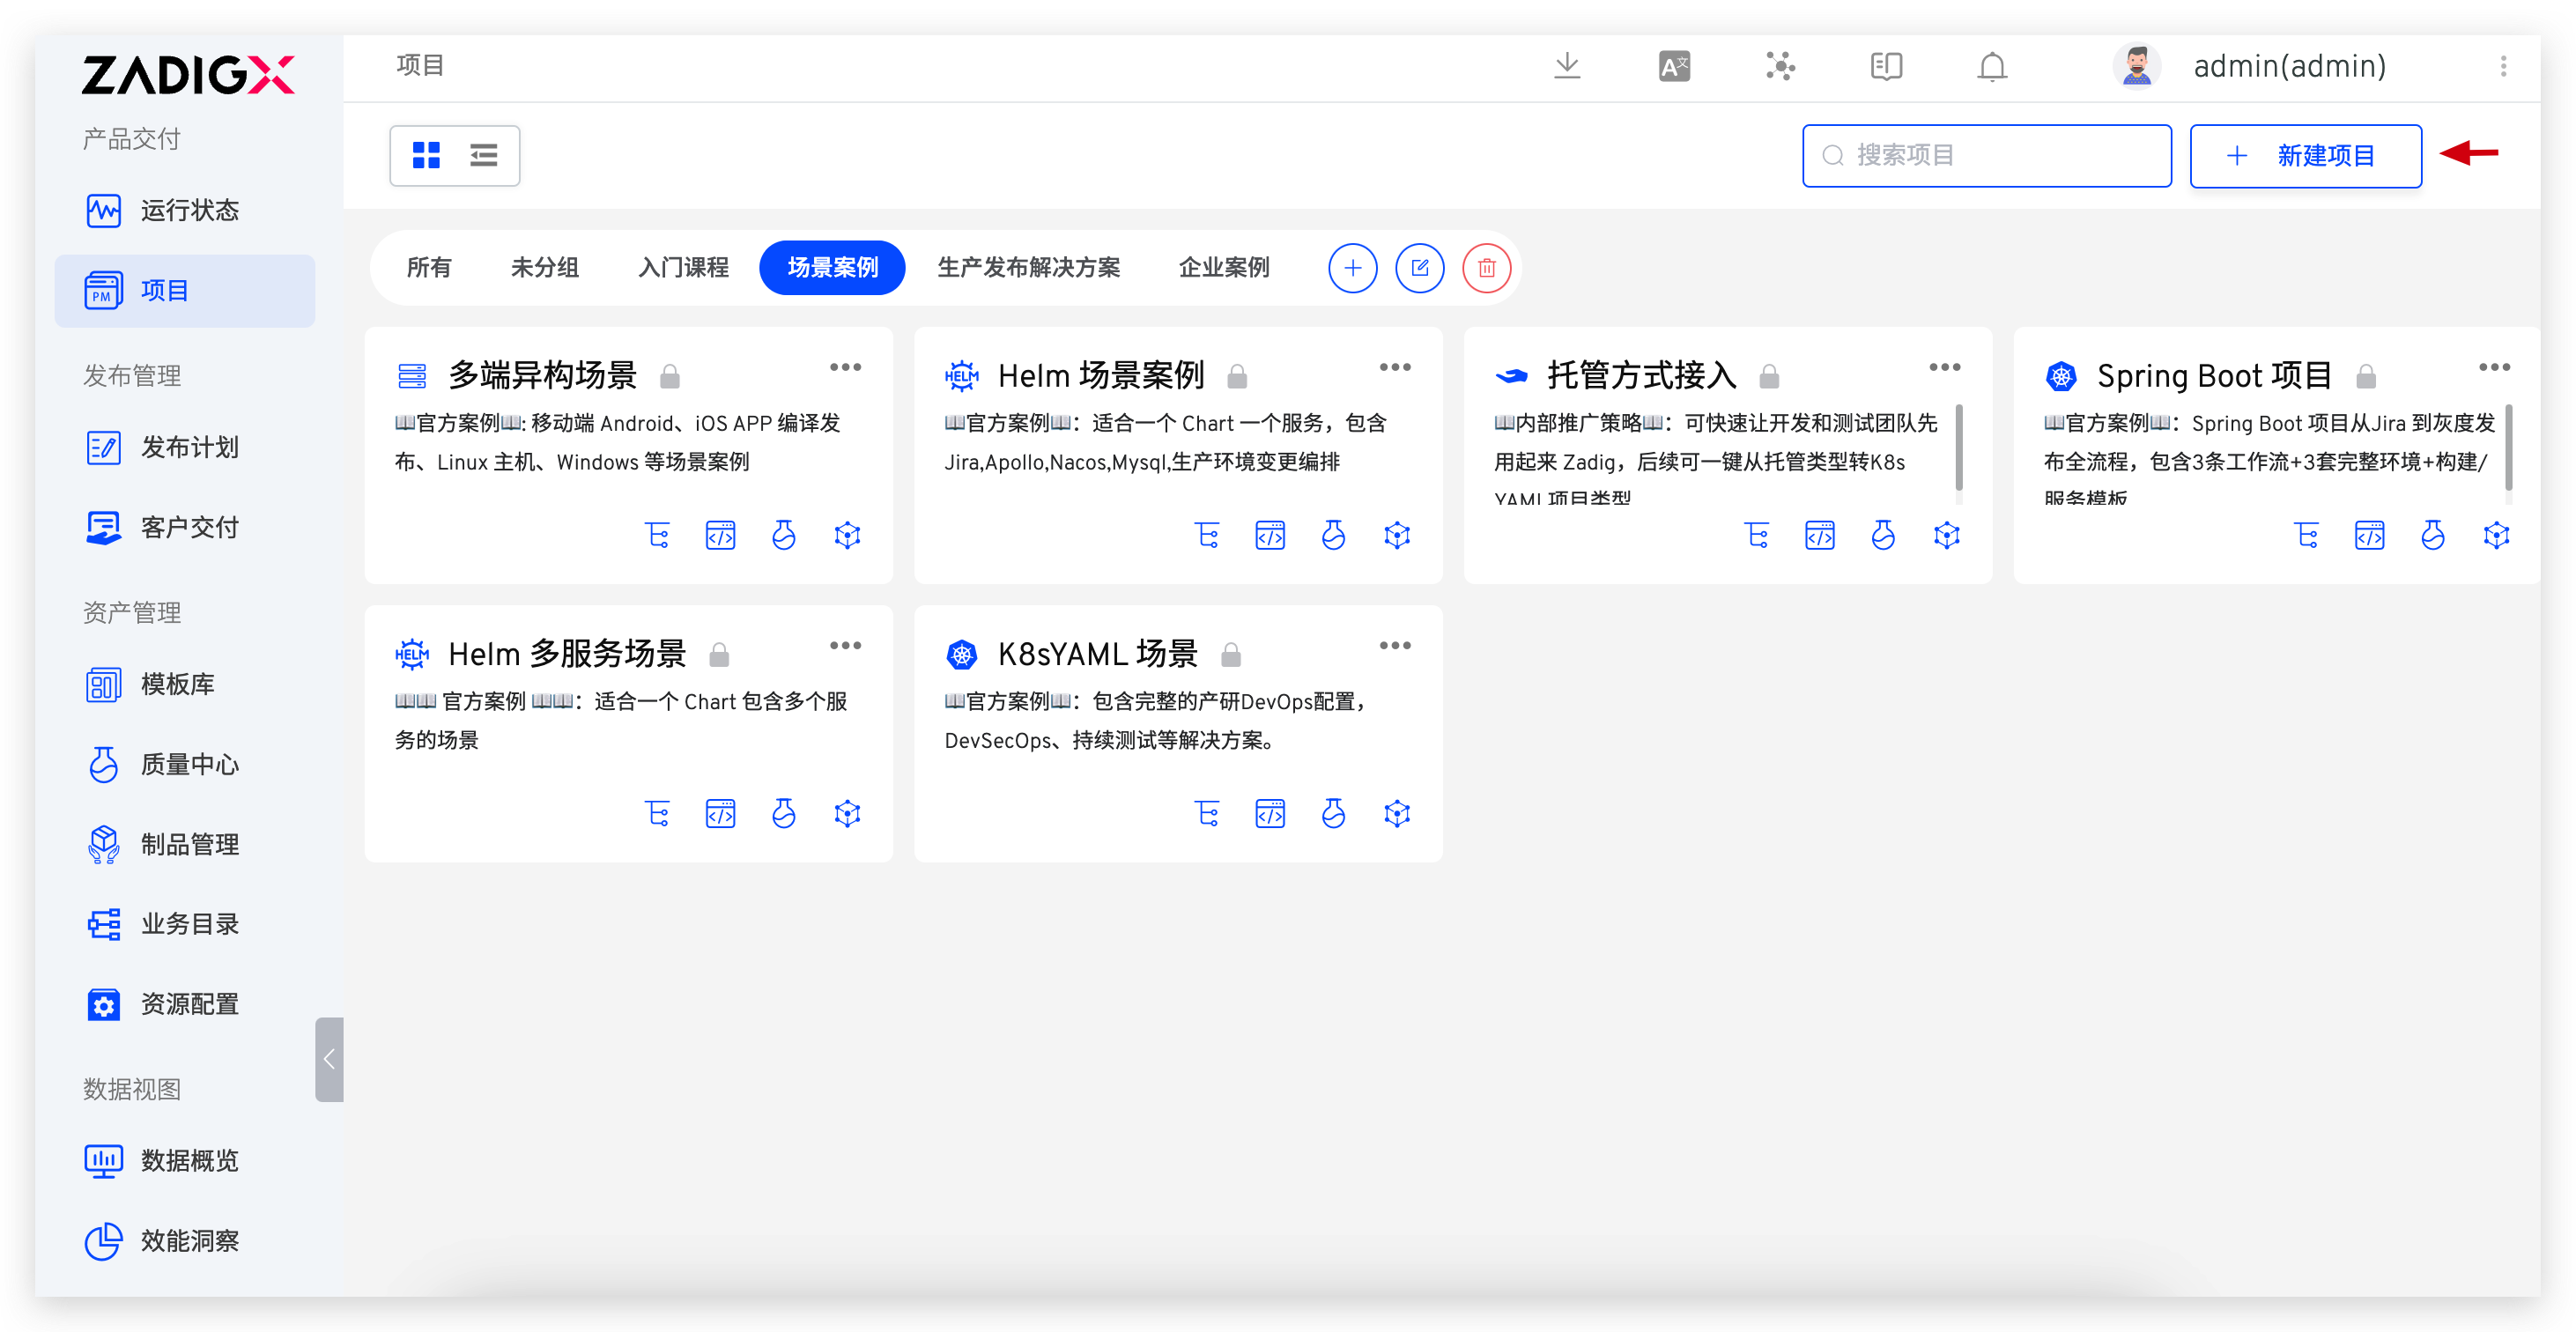 ZADIGX
产品交付
运行状态
PM
项目
发布管理
发布计划
客户交付
资产管理
模板库
质量中心
制品管理
业务目录
资源配置
数据视图
数据概览
效能洞察
项目
A文
admin(admin)
搜索项目
+ 新建项目
所有
未分组
入门课程
场景案例
生产发布解决方案
企业案例
多端异构场景
📖官方案例📖: 移动端 Android、iOS APP 编译发
布、Linux 主机、Windows 等场景案例
HELM
Helm 场景案例
📖官方案例📖：适合一个 Chart 一个服务，包含
Jira,Apollo,Nacos,Mysql,生产环境变更编排
托管方式接入
📖内部推广策略📖：可快速让开发和测试团队先
用起来 Zadig，后续可一键从托管类型转K8s
YAML 项目类型
Spring Boot 项目
📖官方案例📖：Spring Boot 项目从Jira 到灰度发
布全流程，包含3条工作流+3套完整环境+构建/
服务模板
HELM
Helm 多服务场景
📖📖 官方案例 📖📖：适合一个 Chart 包含多个服
务的场景
K8sYAML 场景
📖官方案例📖：包含完整的产研DevOps配置，
DevSecOps、持续测试等解决方案。